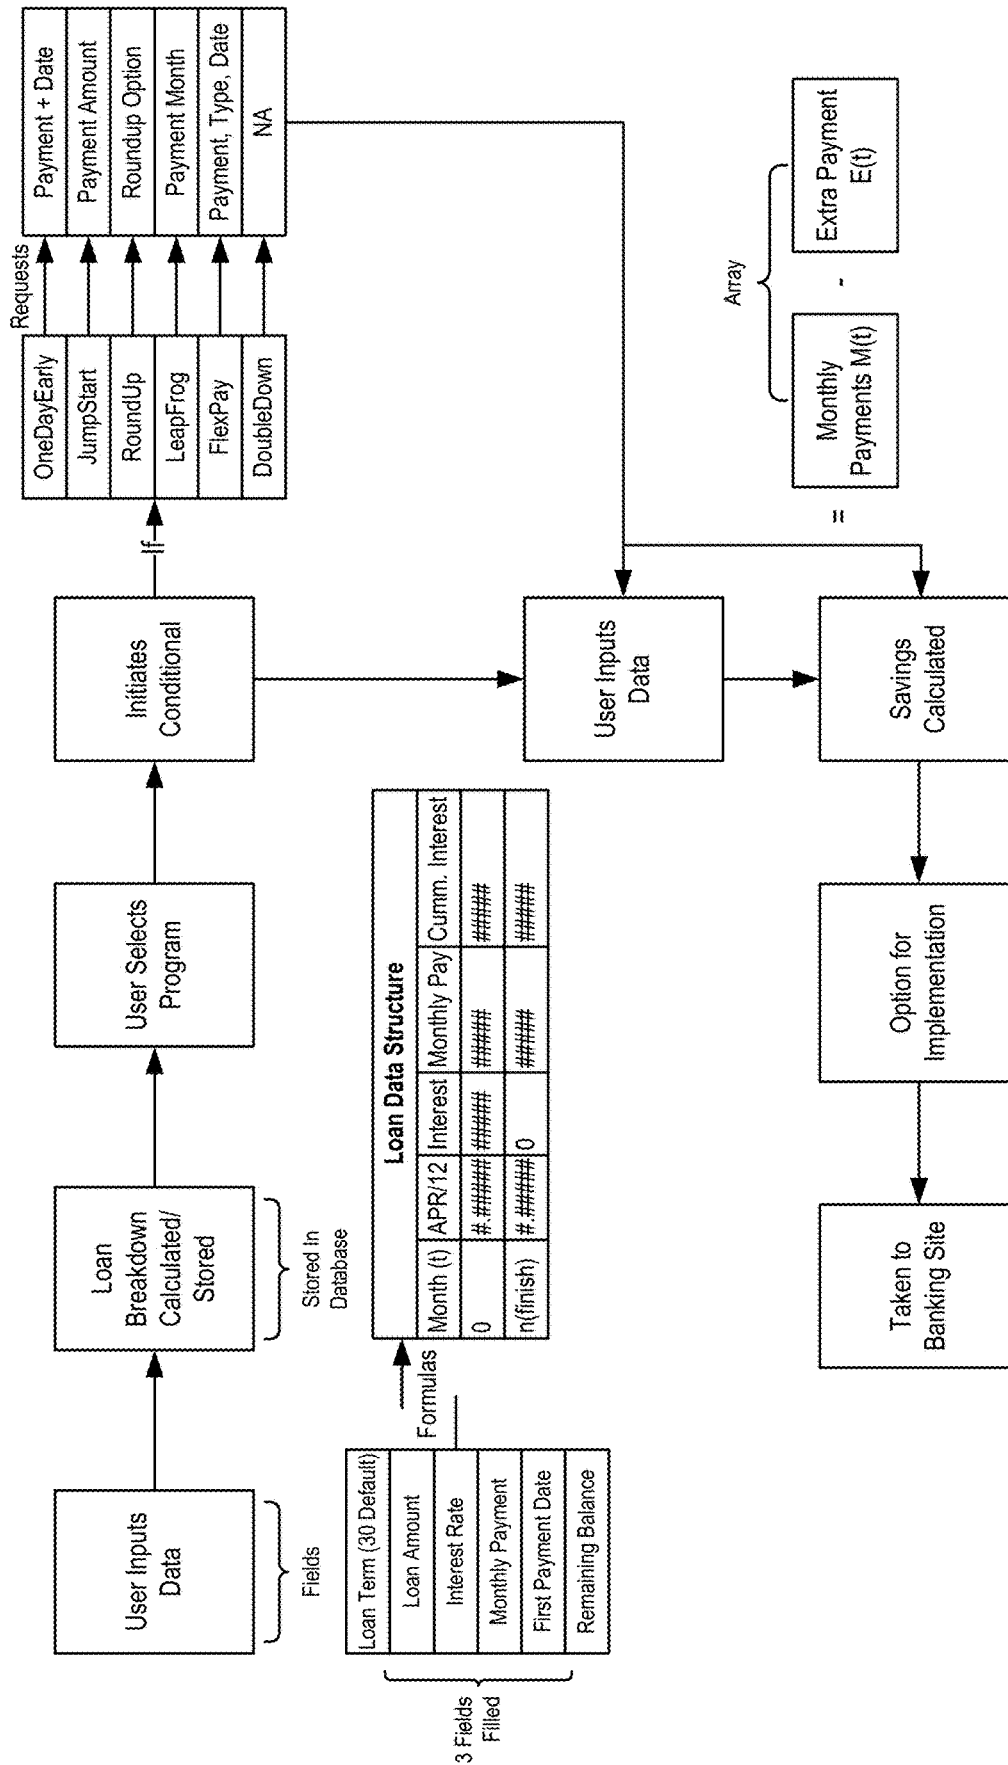 User Inputs
Data
Fields
Loan
Breakdown
Calculated/
Stored
Stored In
Database
User Selects
Program
Initiates
Conditional
If
OneDayEarly
JumpStart
RoundUp
LeapFrog
FlexPay
DoubleDown
Requests
Payment + Date
Payment Amount
Roundup Option
Payment Month
Payment, Type, Date
NA
3 Fields
Filled
Loan Term (30 Default)
Loan Amount
Interest Rate
Monthly Payment
First Payment Date
Remaining Balance
Formulas
Loan Data Structure
Month (t) APR/12 Interest Monthly Pay Cumm. Interest
0 #.##### ##### ##### #####
n(finish) #.##### 0 ##### #####
User Inputs
Data
Taken to
Banking Site
Option for
Implementation
Savings
Calculated
=
Array
Monthly
Payments M(t)
-
Extra Payment
E(t)